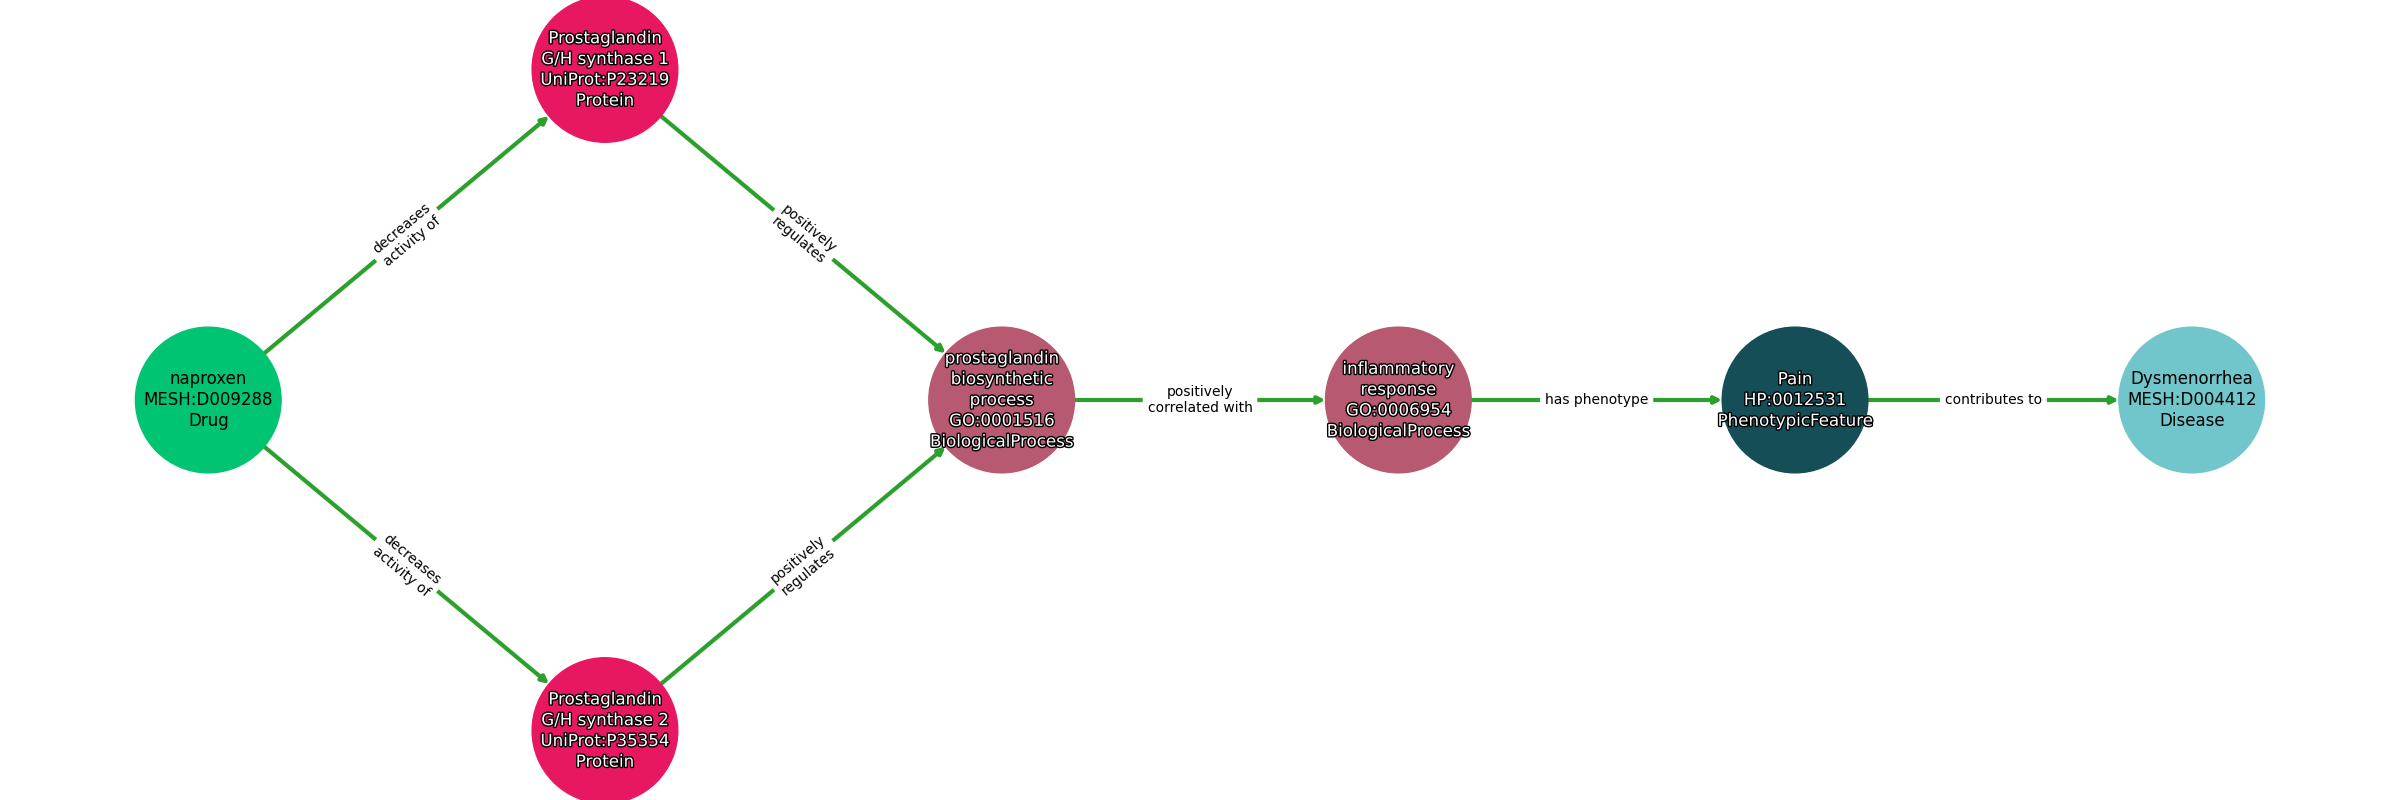 Prostaglandin
G/H synthase 1
UniProt:P23219
Protein
decreases
activity of
positively
regulates
naproxen
MESH:D009288
Drug
prostaglandin
biosynthetic
process
GO:0001516
BiologicalProcess
positively
correlated with
inflammatory
response
GO:0006954
BiologicalProcess
has phenotype
Pain
HP:0012531
PhenotypicFeature
contributes to
Dysmenorrhea
MESH:D004412
Disease
decreases
activity of
positively
regulates
Prostaglandin
G/H synthase 2
UniProt:P35354
Protein